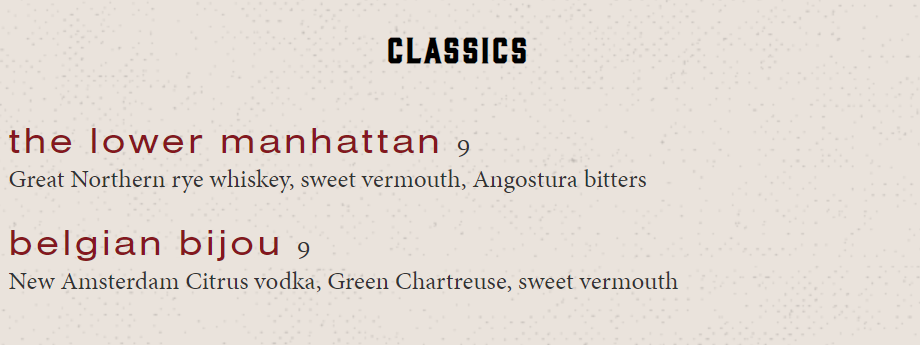 CLASSICS
the lower manhattan 9
Great Northern rye whiskey, sweet vermouth, Angostura bitters
belgian bijou 9
New Amsterdam Citrus vodka, Green Chartreuse, sweet vermouth